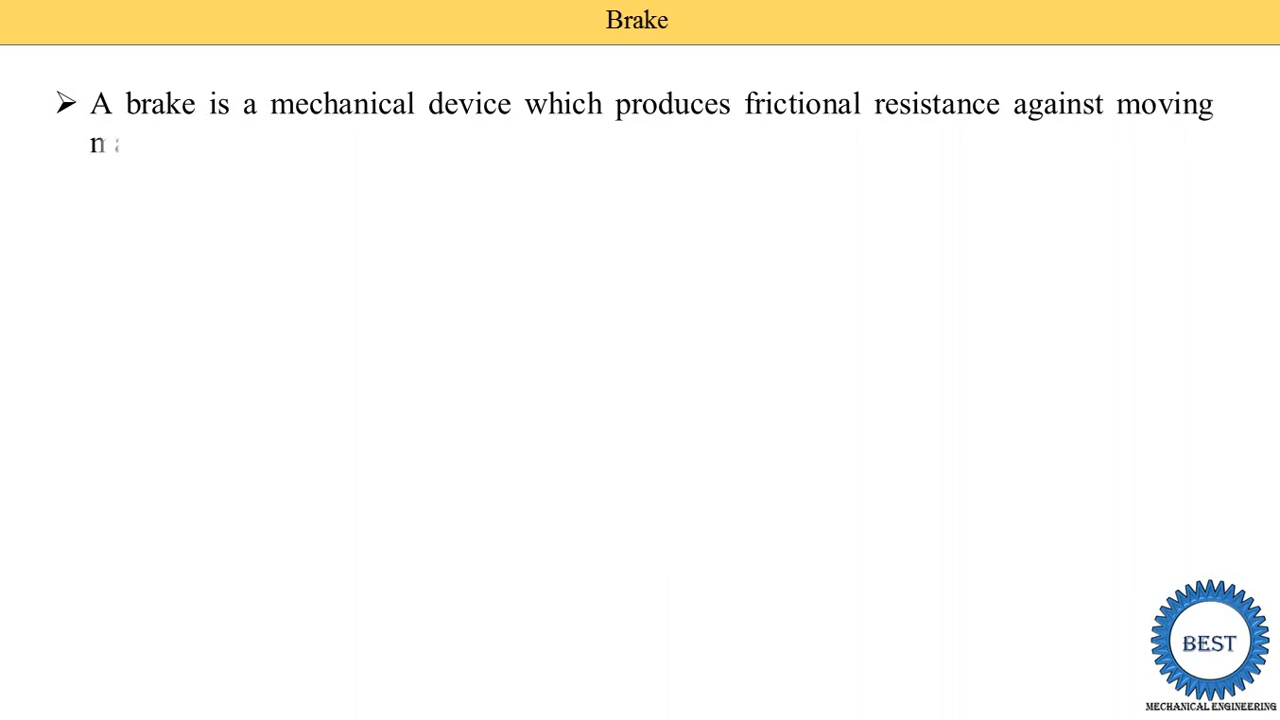 Brake
A brake is a mechanical device which produces frictional resistance against moving
BEST
MECHANICAL ENGINEERING